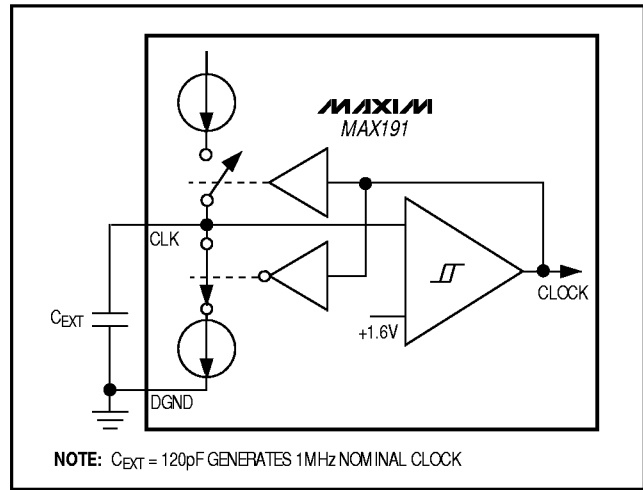 MAXIM
MAX191
CLK
CEXT
+1.6V
CLOCK
DGND
NOTE: CEXT = 120pF GENERATES 1MHz NOMINAL CLOCK